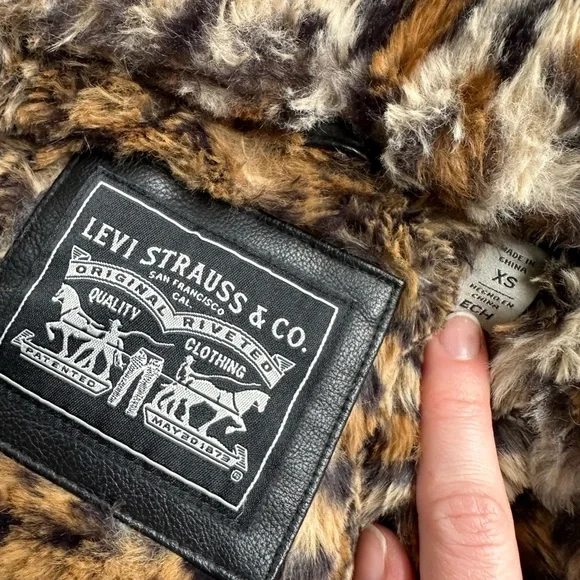 LEVI STRAUSS & CO.
SAN FRANCISCO
CAL.
ORIGINAL RIVETED
QUALITY CLOTHING
PATENTED
MAY 20 1873
MADE IN
CHINA
XS
HECHO EN
CHINA
ECH